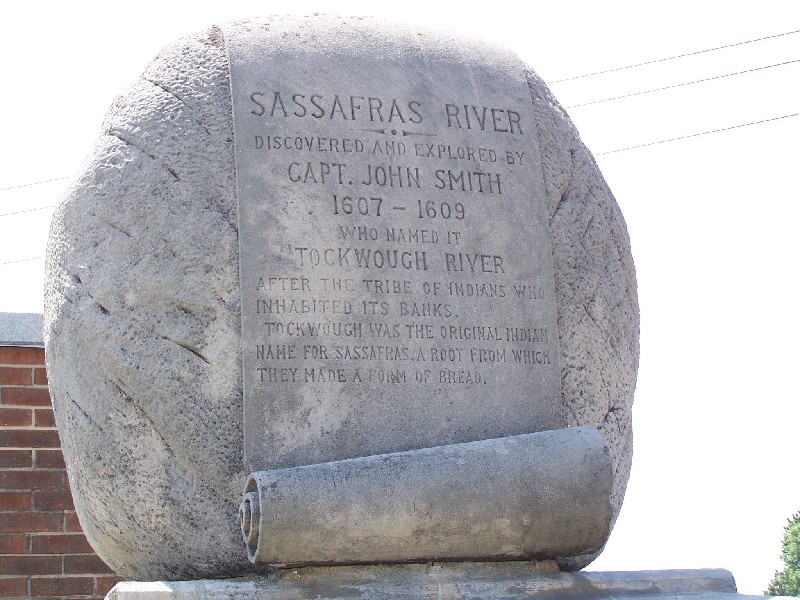 SASSAFRAS RIVER
DISCOVERED AND EXPLORED BY
CAPT. JOHN SMITH
1607 - 1609
WHO NAMED IT
TOCKWOUGH RIVER
AFTER THE TRIBE OF INDIANS WHO
INHABITED ITS BANKS.
TOCKWOUGH WAS THE ORIGINAL INDIAN
NAME FOR SASSAFRAS. A ROOT FROM WHICH
THEY MADE A FORM OF BREAD.